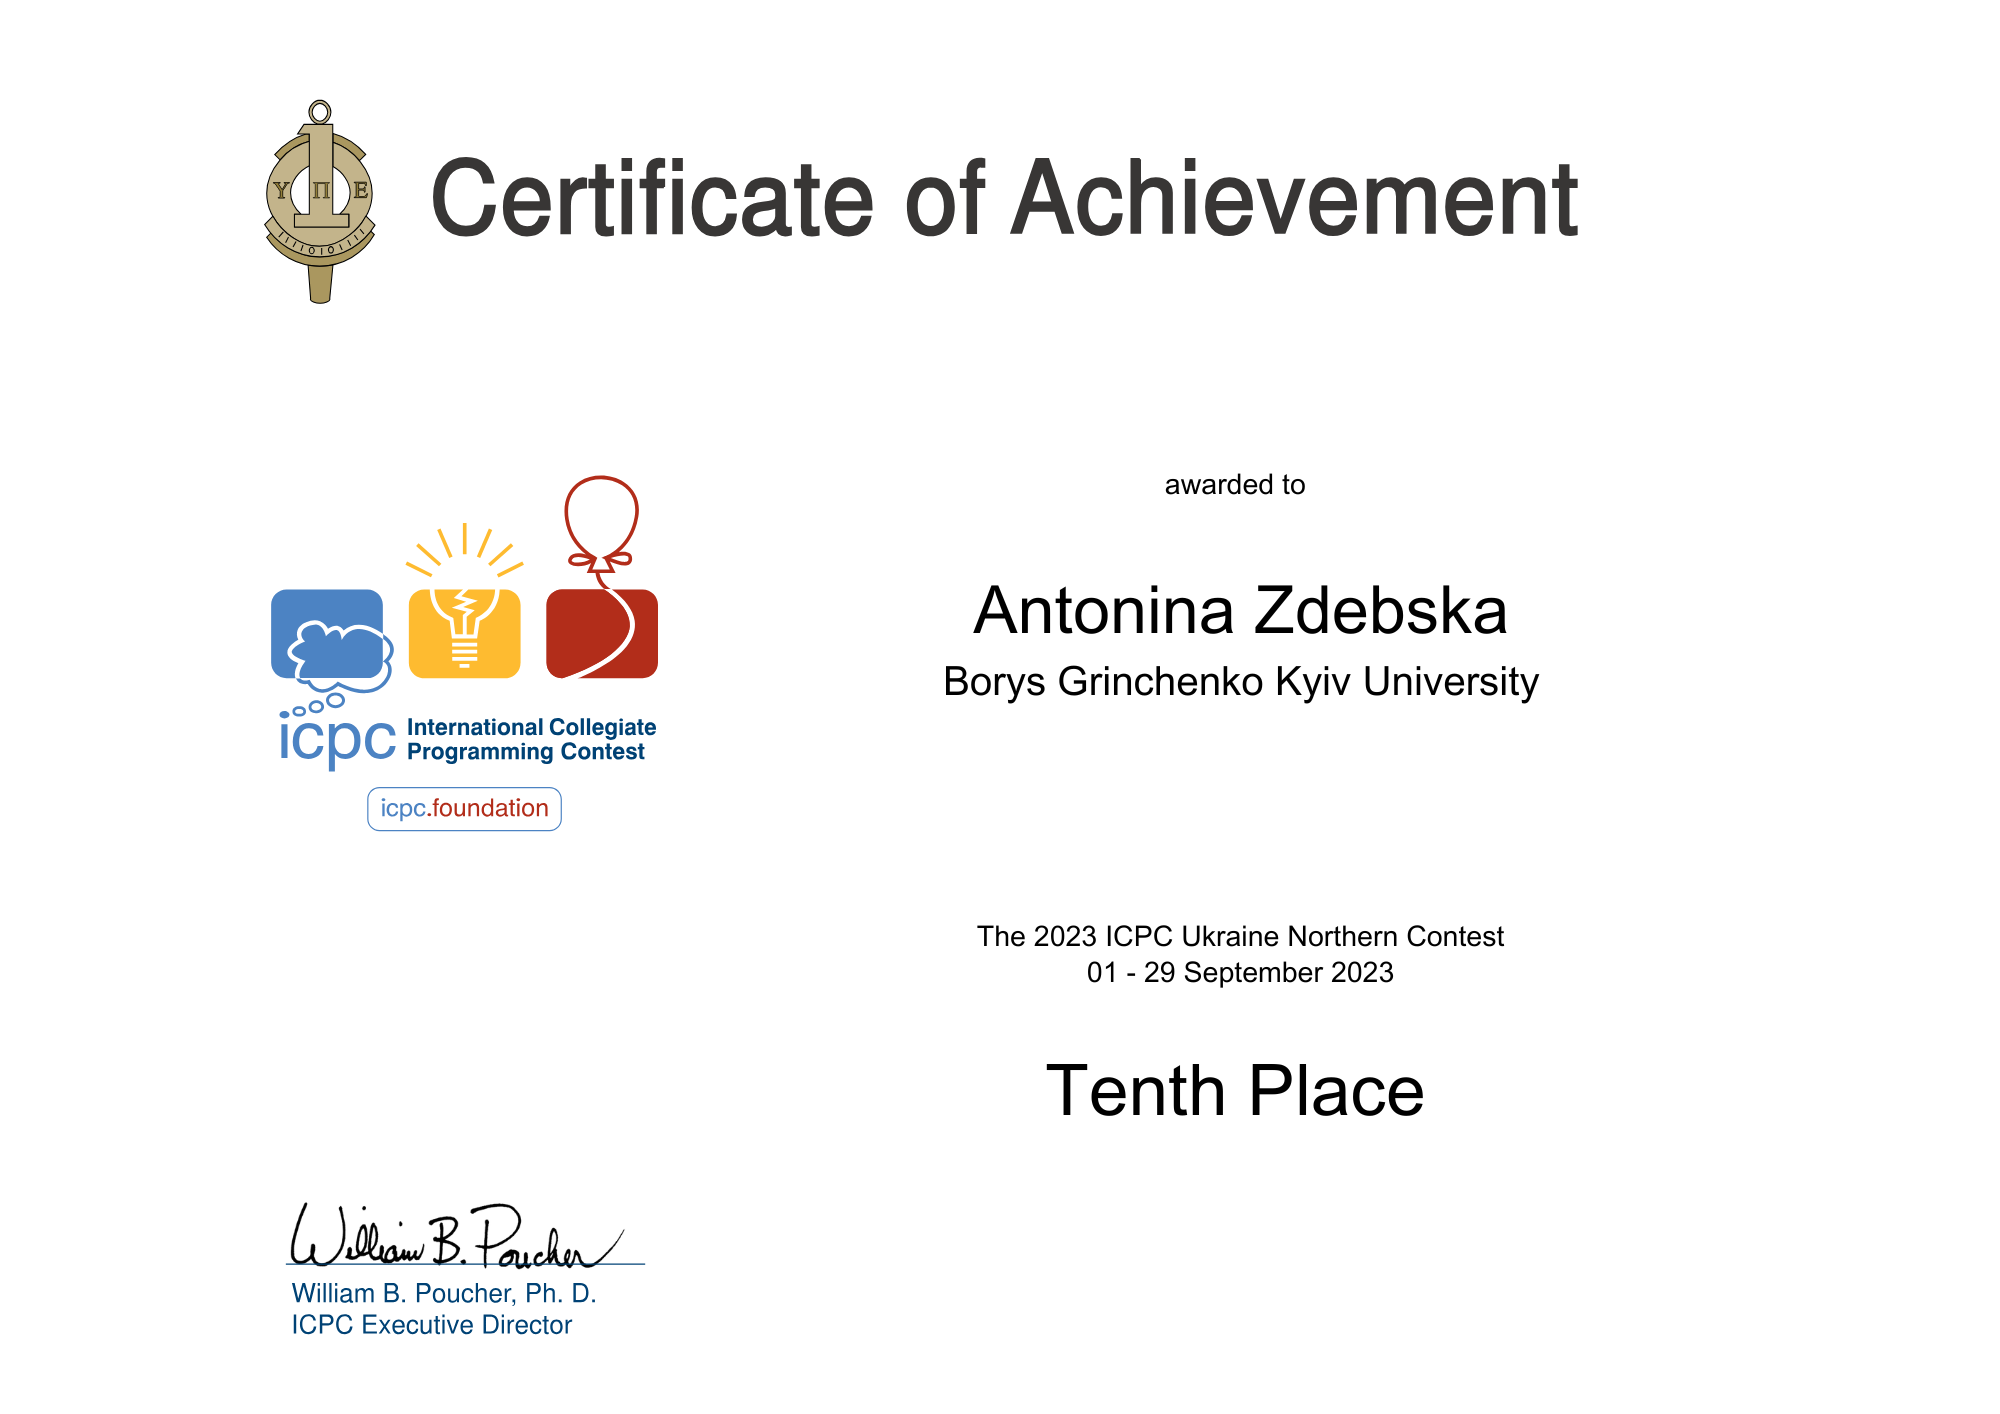 Certificate of Achievement
Υ Π Ε
11110101111
awarded to
Antonina Zdebska
Borys Grinchenko Kyiv University
icpc International Collegiate
Programming Contest
icpc.foundation
The 2023 ICPC Ukraine Northern Contest
01 - 29 September 2023
Tenth Place
William B. Poucher
William B. Poucher, Ph. D.
ICPC Executive Director